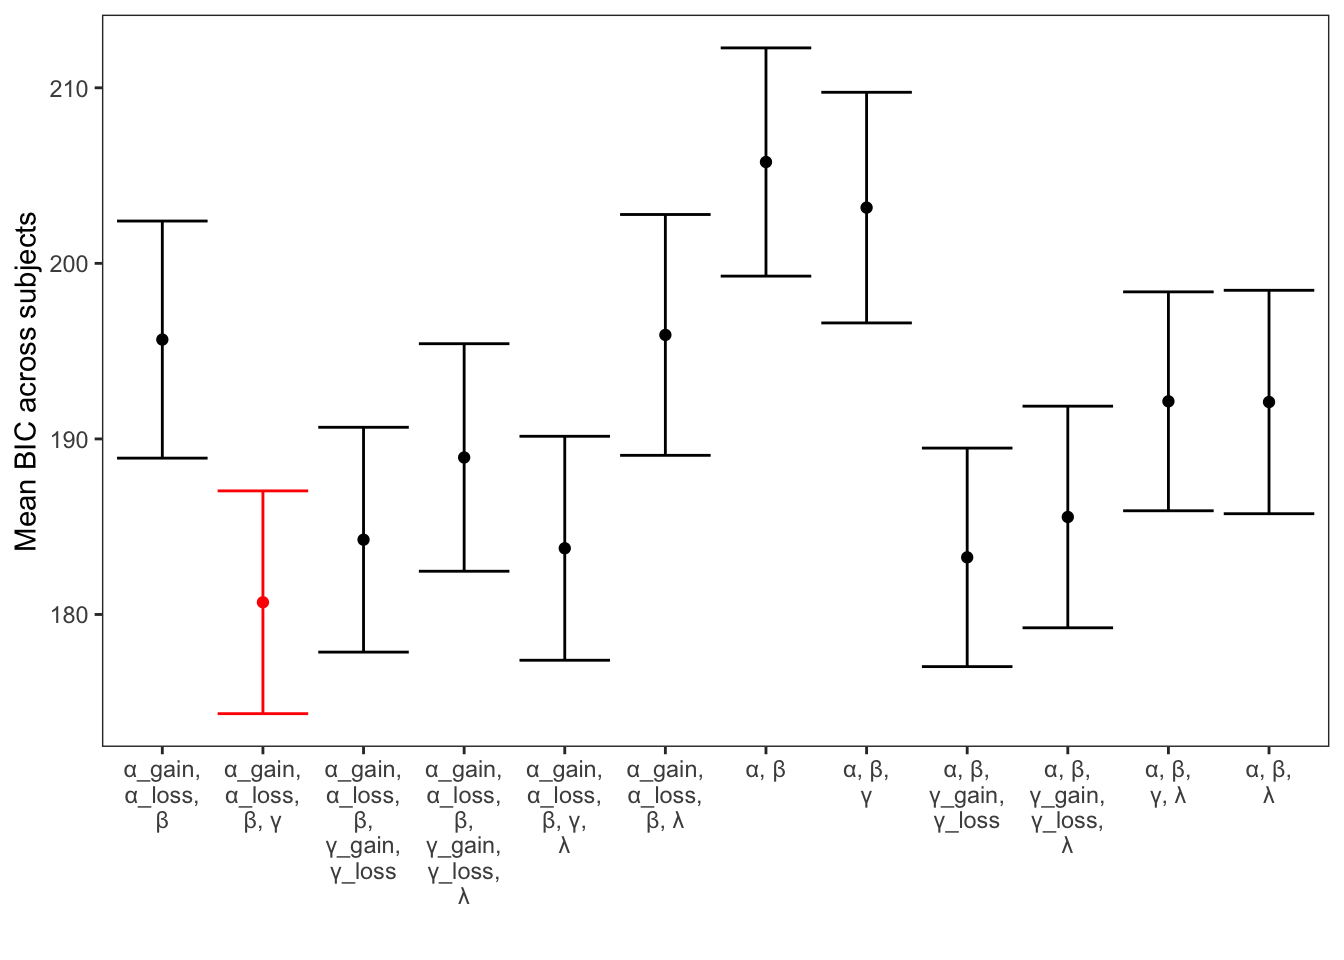 Mean BIC across subjects
210
200
190
180
α_gain,
α_loss,
β
α_gain,
α_loss,
β, γ
α_gain,
α_loss,
β,
γ_gain,
γ_loss
α_gain,
α_loss,
β,
γ_gain,
γ_loss,
λ
α_gain,
α_loss,
β, γ,
λ
α_gain,
α_loss,
β, λ
α, β
α, β,
γ
α, β,
γ_gain,
γ_loss
α, β,
γ_gain,
γ_loss,
λ
α, β,
γ, λ
α, β,
λ